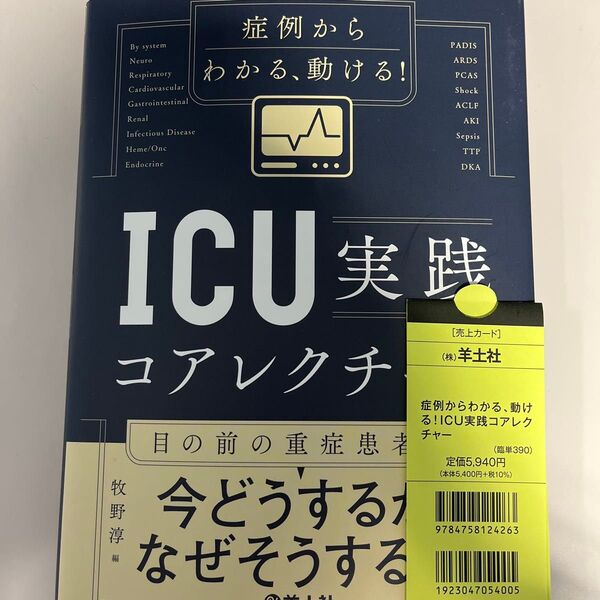 症例から
わかる、動ける!
By system
Neuro
Respiratory
Cardiovascular
Gastrointestinal
Renal
Infectious Disease
Heme/Onc
Endocrine
PADIS
ARDS
PCAS
Shock
ACLF
AKI
Sepsis
TTP
DKA
ICU実践
コアレクチャ
目の前の重症患者
今どうするか
なぜそうする
牧野淳 編
羊土社
[売上カード]
(株)羊土社
症例からわかる、動け
る!ICU実践コアレク
チャー
(臨単390)
定価5,940円
(本体5,400円+税10%)
9784758124263
1923047054005